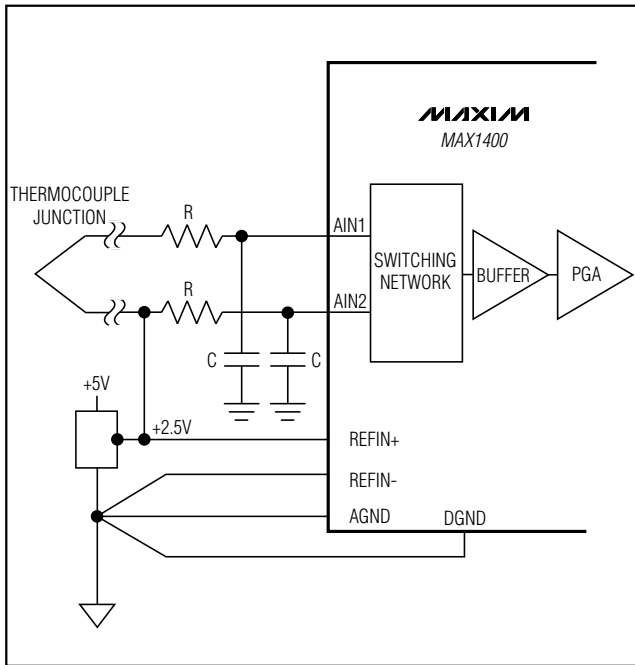 MAXIM
MAX1400
THERMOCOUPLE
JUNCTION
R
AIN1
SWITCHING
NETWORK
BUFFER
PGA
R
AIN2
C
C
+5V
+2.5V
REFIN+
REFIN-
AGND
DGND